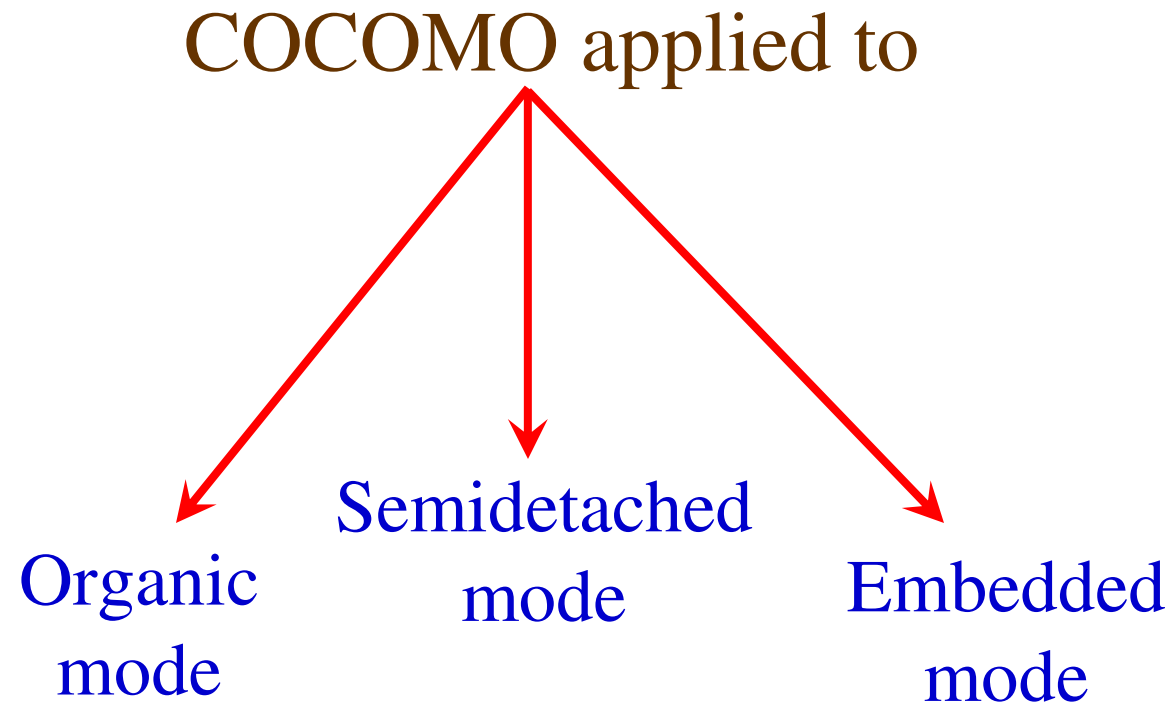 COCOMO applied to
Organic
mode
Semidetached
mode
Embedded
mode